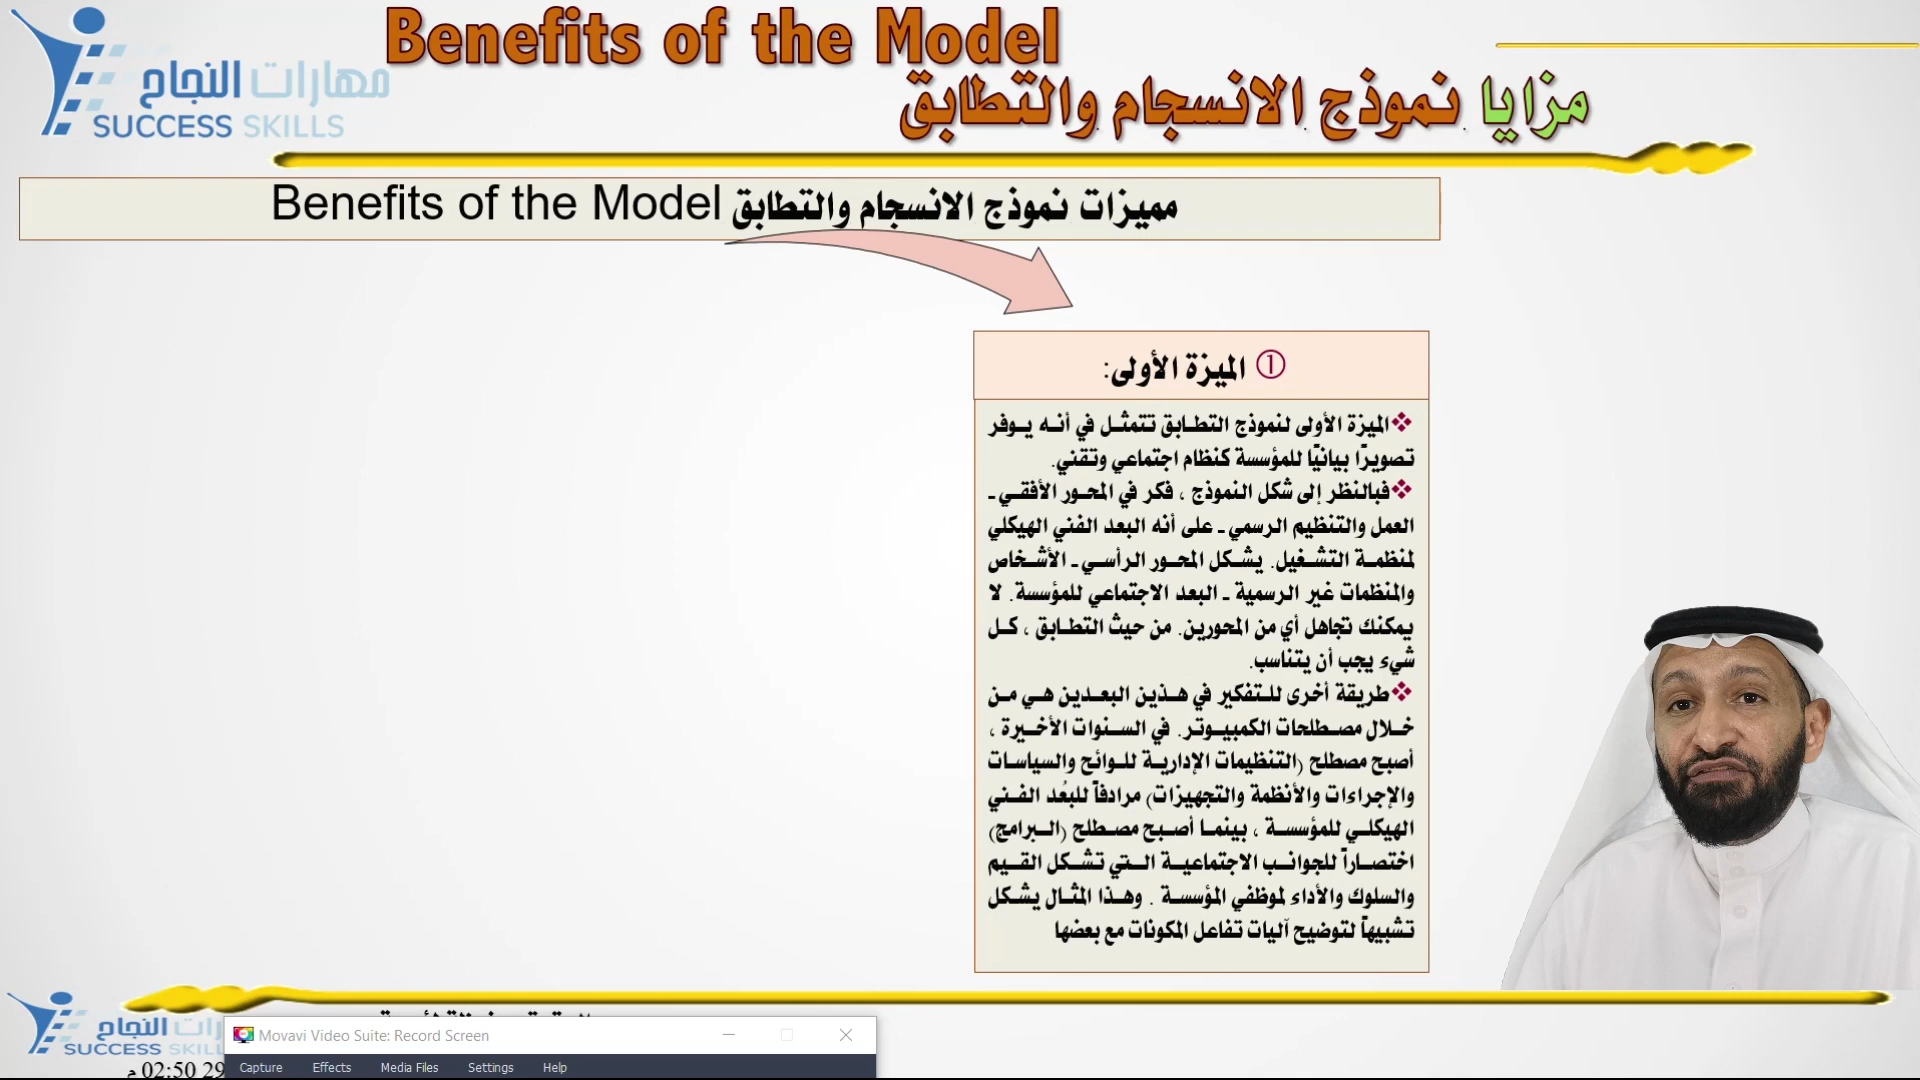 مهارات النجاح
SUCCESS SKILLS
Benefits of the Model
مزايا نموذج الانسجام والتطابق
مميزات نموذج الانسجام والتطابق Benefits of the Model
① الميزة الأولى:
❖الميزة الأولى لنموذج التطابق تتمثل في أنه يوفر
تصويرًا بيانيًا للمؤسسة كنظام اجتماعي وتقني.
❖فبالنظر إلى شكل النموذج ، فكر في المحور الأفقي -
العمل والتنظيم الرسمي - على أنه البعد الفني الهيكلي
لمنظمة التشغيل. يشكل المحور الرأسي - الأشخاص
والمنظمات غير الرسمية - البعد الاجتماعي للمؤسسة. لا
يمكنك تجاهل أي من المحورين. من حيث التطابق ، كل
شيء يجب أن يتناسب.
❖طريقة أخرى للتفكير في هذين البعدين هي من
خلال مصطلحات الكمبيوتر. في السنوات الأخيرة ،
أصبح مصطلح (التنظيمات الإدارية للوائح والسياسات
والإجراءات والأنظمة والتجهيزات) مرادفاً للبُعد الفني
الهيكلي للمؤسسة ، بينما أصبح مصطلح (البرامج)
اختصاراً للجوانب الاجتماعية التي تشكل القيم
والسلوك والأداء لموظفي المؤسسة . وهذا المثال يشكل
تشبيهاً لتوضيح آليات تفاعل المكونات مع بعضها
النجاح
SUCCESS SKILL
02:50 29 م
Movavi Video Suite: Record Screen
Capture Effects Media Files Settings Help